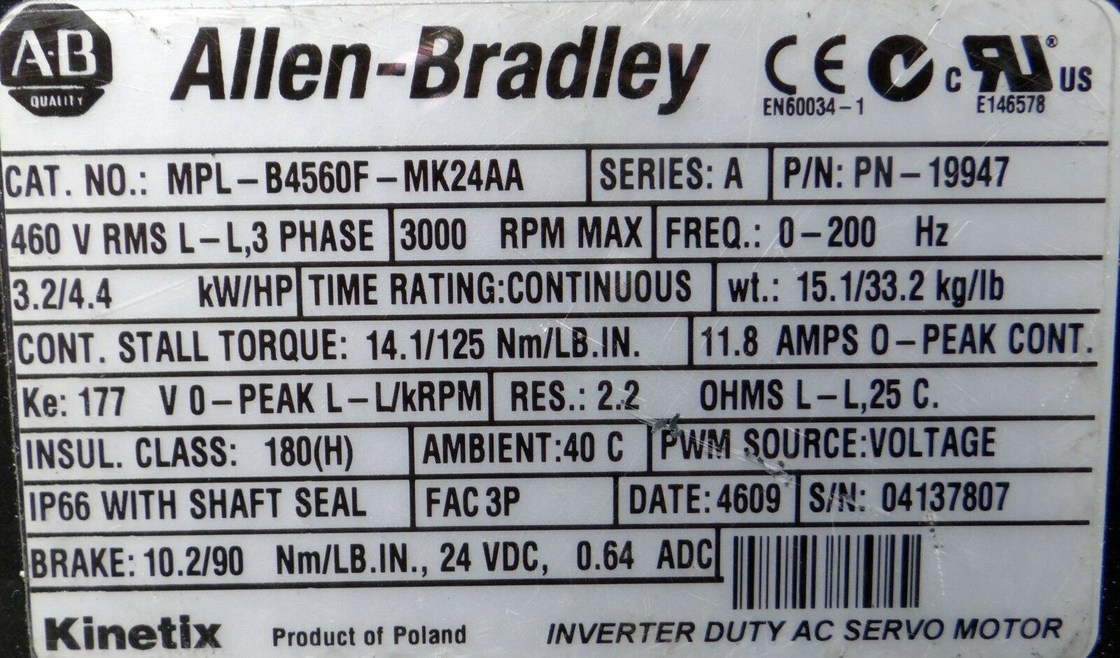 A-B QUALITY Allen-Bradley CE EN60034-1 c RU® US E146578
CAT. NO.: MPL-B4560F-MK24AA SERIES: A P/N: PN-19947
460 V RMS L-L,3 PHASE 3000 RPM MAX FREQ.: 0-200 Hz
3.2/4.4 kW/HP TIME RATING:CONTINUOUS wt.: 15.1/33.2 kg/lb
CONT. STALL TORQUE: 14.1/125 Nm/LB.IN. 11.8 AMPS O-PEAK CONT.
Ke: 177 V 0-PEAK L-L/kRPM RES.: 2.2 OHMS L-L,25 C.
INSUL. CLASS: 180(H) AMBIENT:40 C PWM SOURCE:VOLTAGE
IP66 WITH SHAFT SEAL FAC 3P DATE: 4609 S/N: 04137807
BRAKE: 10.2/90 Nm/LB.IN., 24 VDC, 0.64 ADC
Kinetix Product of Poland INVERTER DUTY AC SERVO MOTOR